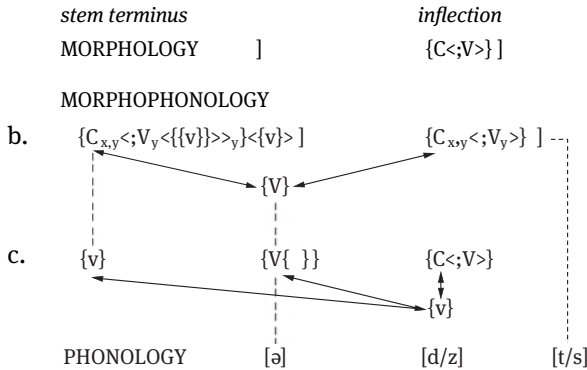 stem terminus inflection
MORPHOLOGY ] {C<;V>} ]
MORPHOPHONOLOGY
b. {Cx,y<;Vy<{{v}}>>y}<{v}> ] {Cx,y<;Vy>} ]
{V}
c. {v} {V{ }} {C<;V>}
{v}
PHONOLOGY [ə] [d/z] [t/s]